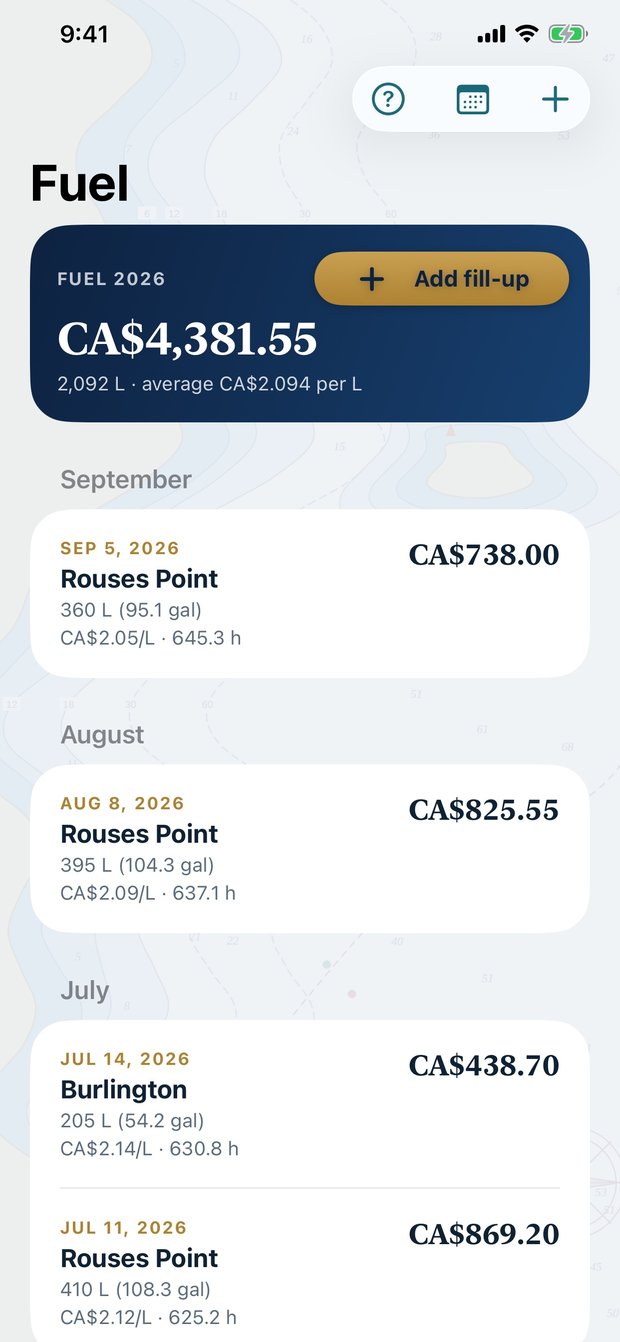 9:41
Fuel
FUEL 2026
Add fill-up
CA$4,381.55
2,092 L · average CA$2.094 per L
September
SEP 5, 2026
CA$738.00
Rouses Point
360 L (95.1 gal)
CA$2.05/L · 645.3 h
August
AUG 8, 2026
CA$825.55
Rouses Point
395 L (104.3 gal)
CA$2.09/L · 637.1 h
July
JUL 14, 2026
CA$438.70
Burlington
205 L (54.2 gal)
CA$2.14/L · 630.8 h
JUL 11, 2026
CA$869.20
Rouses Point
410 L (108.3 gal)
CA$2.12/L · 625.2 h